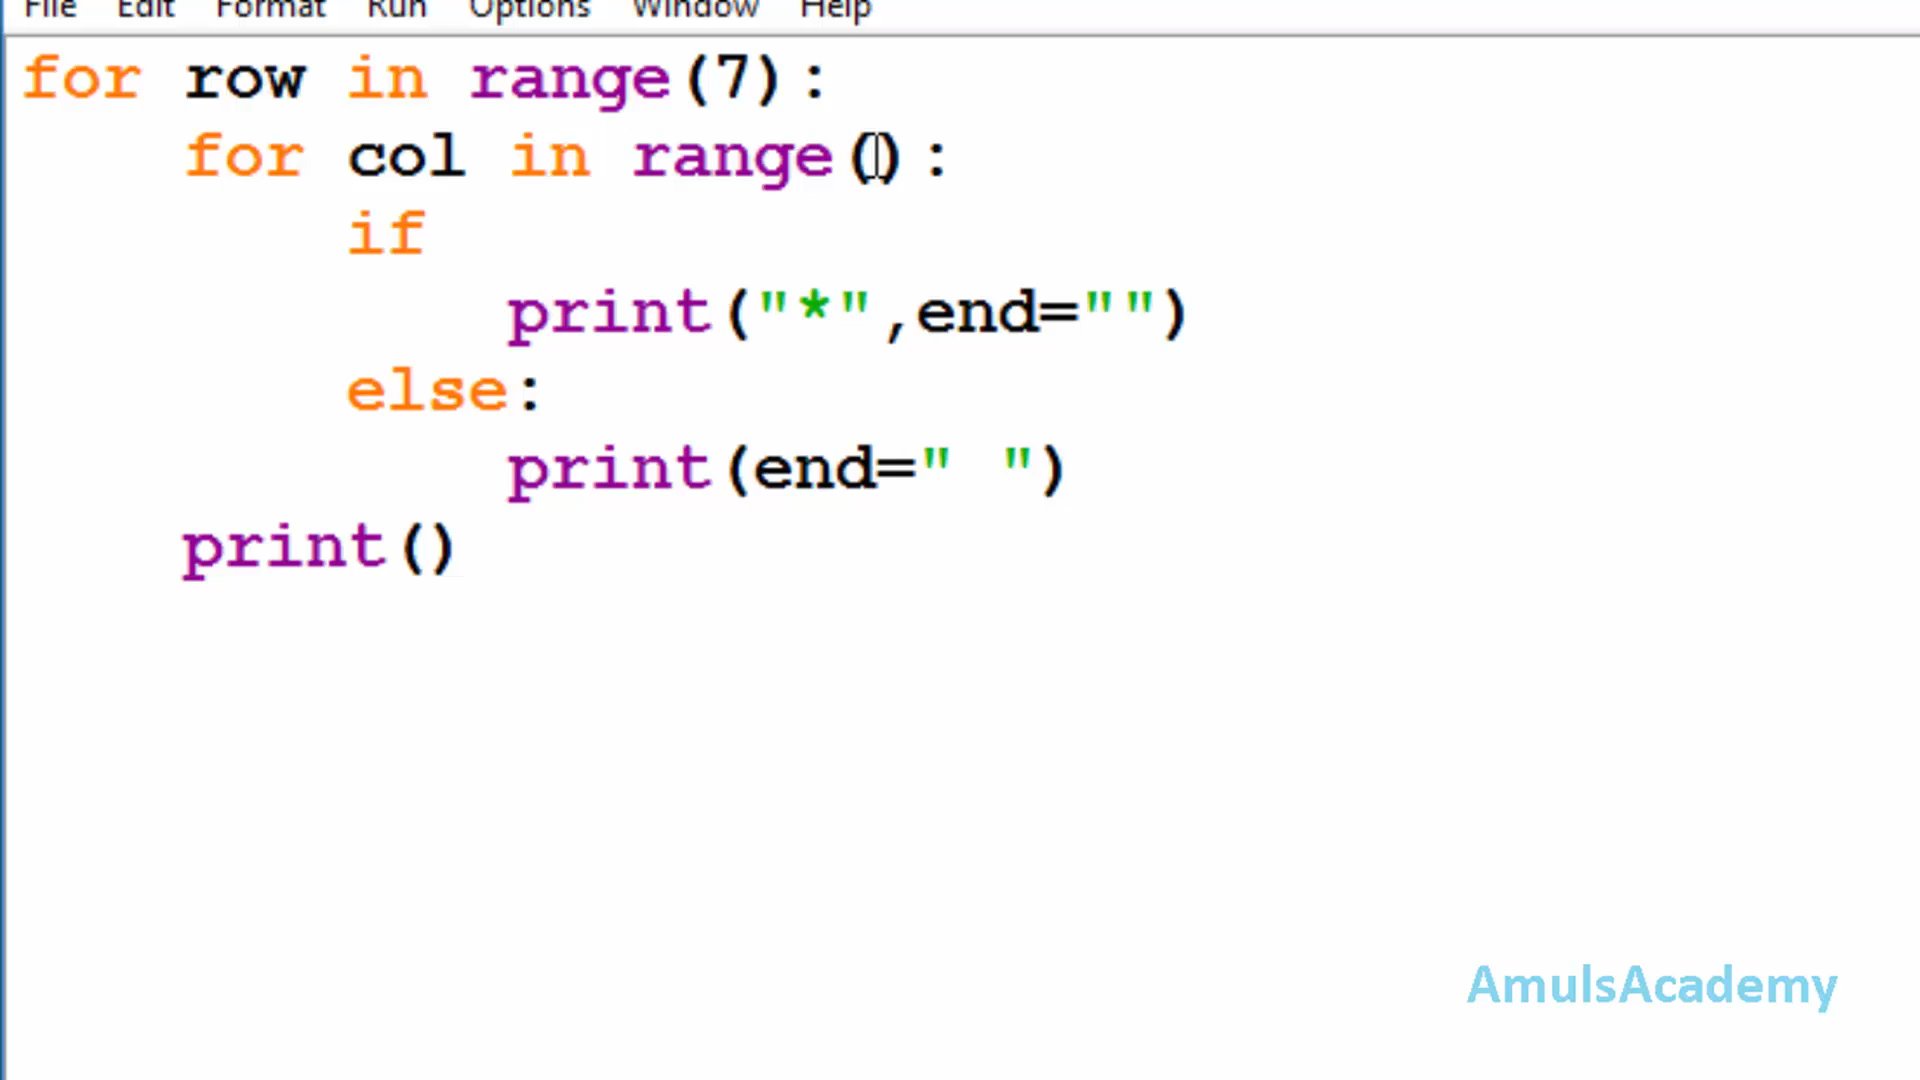 File Edit Format Run Options Window Help
for row in range(7):
for col in range():
if
print("*",end="")
else:
print(end=" ")
print()
AmulsAcademy